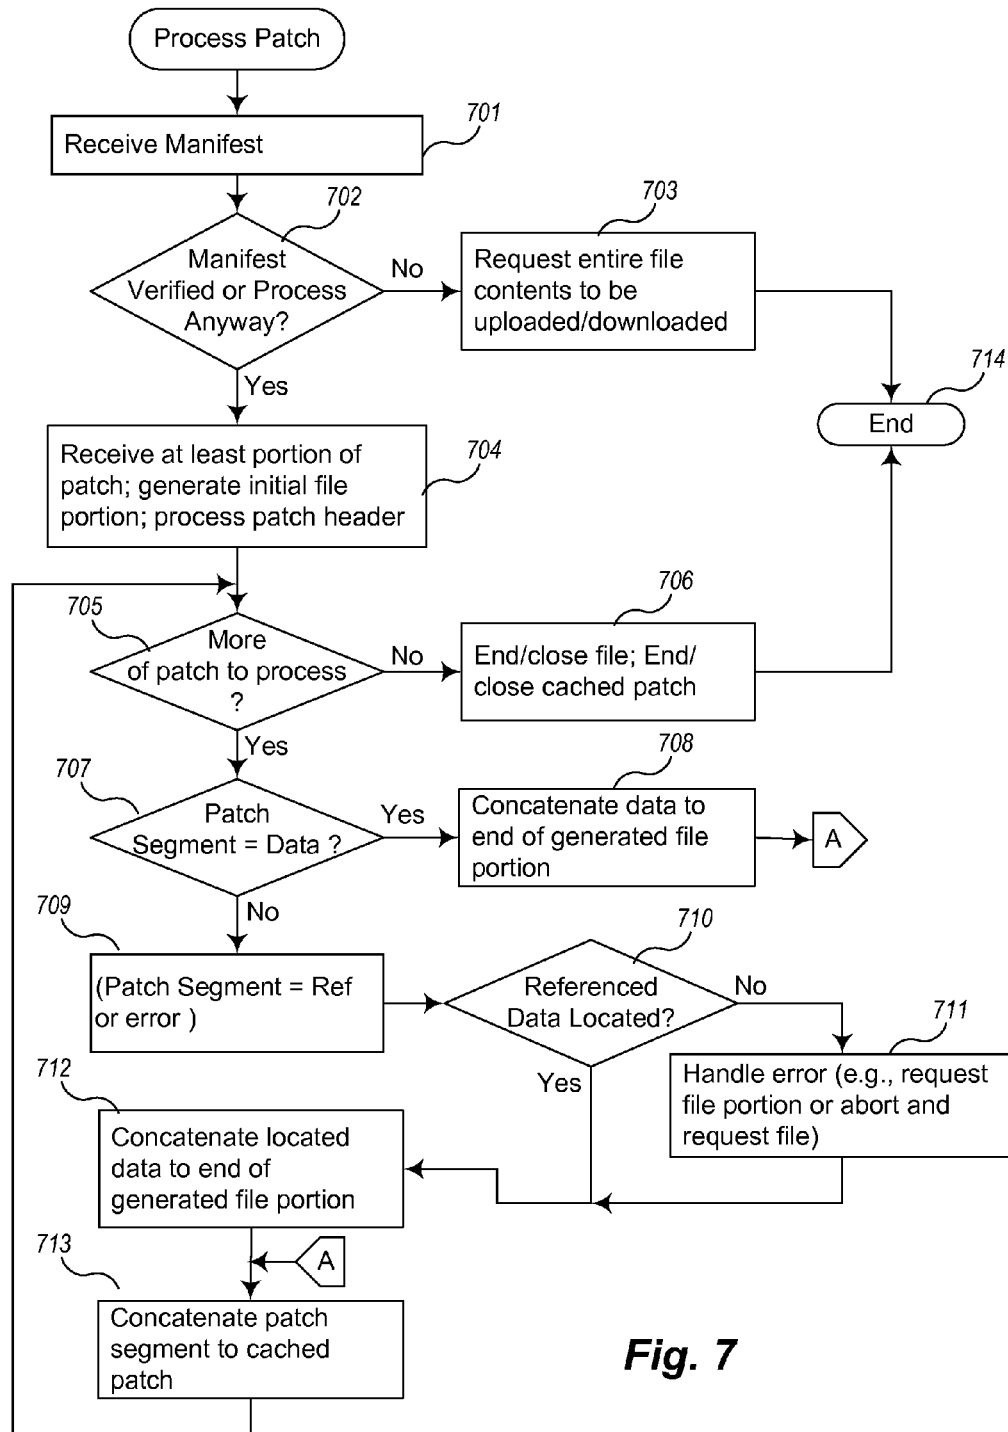 Process Patch
701
Receive Manifest
702
Manifest
Verified or Process
Anyway?
No
703
Request entire file
contents to be
uploaded/downloaded
Yes
714
End
704
Receive at least portion of
patch; generate initial file
portion; process patch header
705
More
of patch to process
?
No
706
End/close file; End/
close cached patch
Yes
707
Patch
Segment = Data ?
Yes
708
Concatenate data to
end of generated file
portion
A
No
709
(Patch Segment = Ref
or error )
710
Referenced
Data Located?
No
711
Handle error (e.g., request
file portion or abort and
request file)
Yes
712
Concatenate located
data to end of
generated file portion
A
713
Concatenate patch
segment to cached
patch
Fig. 7